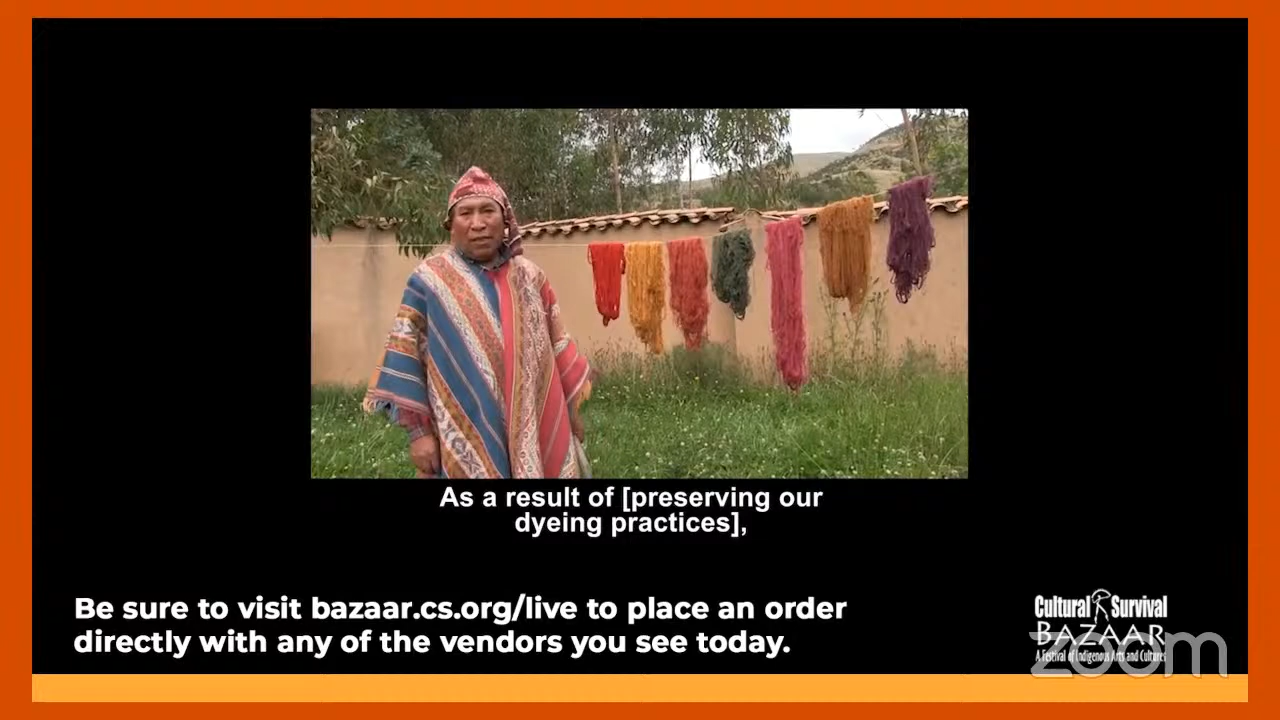 As a result of [preserving our
dyeing practices],
Be sure to visit bazaar.cs.org/live to place an order
directly with any of the vendors you see today.
Cultural Survival
BAZAAR
A Festival of Indigenous Arts and Cultures
zoom